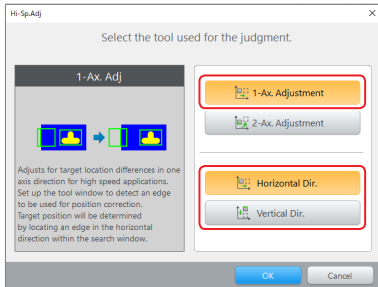 Hi-Sp.Adj
Select the tool used for the judgment.
1-Ax. Adj
Adjusts for target location differences in one
axis direction for high speed applications.
Set up the tool window to detect an edge
to be used for position correction.
Target position will be determined
by locating an edge in the horizontal
direction within the search window.
1-Ax. Adjustment
2-Ax. Adjustment
Horizontal Dir.
Vertical Dir.
OK
Cancel